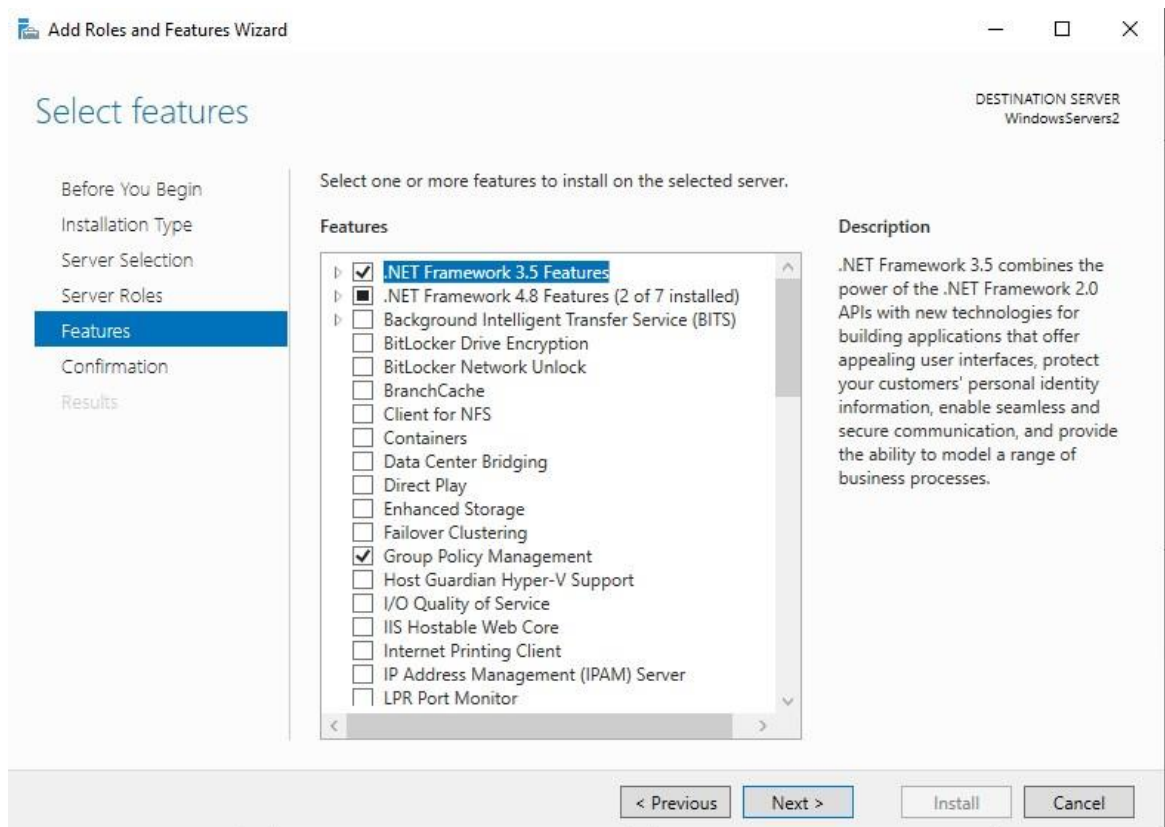 Add Roles and Features Wizard
Select features
DESTINATION SERVER
WindowsServers2
Before You Begin
Installation Type
Server Selection
Server Roles
Features
Confirmation
Results
Select one or more features to install on the selected server.
Features
.NET Framework 3.5 Features
.NET Framework 4.8 Features (2 of 7 installed)
Background Intelligent Transfer Service (BITS)
BitLocker Drive Encryption
BitLocker Network Unlock
BranchCache
Client for NFS
Containers
Data Center Bridging
Direct Play
Enhanced Storage
Failover Clustering
Group Policy Management
Host Guardian Hyper-V Support
I/O Quality of Service
IIS Hostable Web Core
Internet Printing Client
IP Address Management (IPAM) Server
LPR Port Monitor
Description
.NET Framework 3.5 combines the
power of the .NET Framework 2.0
APIs with new technologies for
building applications that offer
appealing user interfaces, protect
your customers' personal identity
information, enable seamless and
secure communication, and provide
the ability to model a range of
business processes.
< Previous
Next >
Install
Cancel